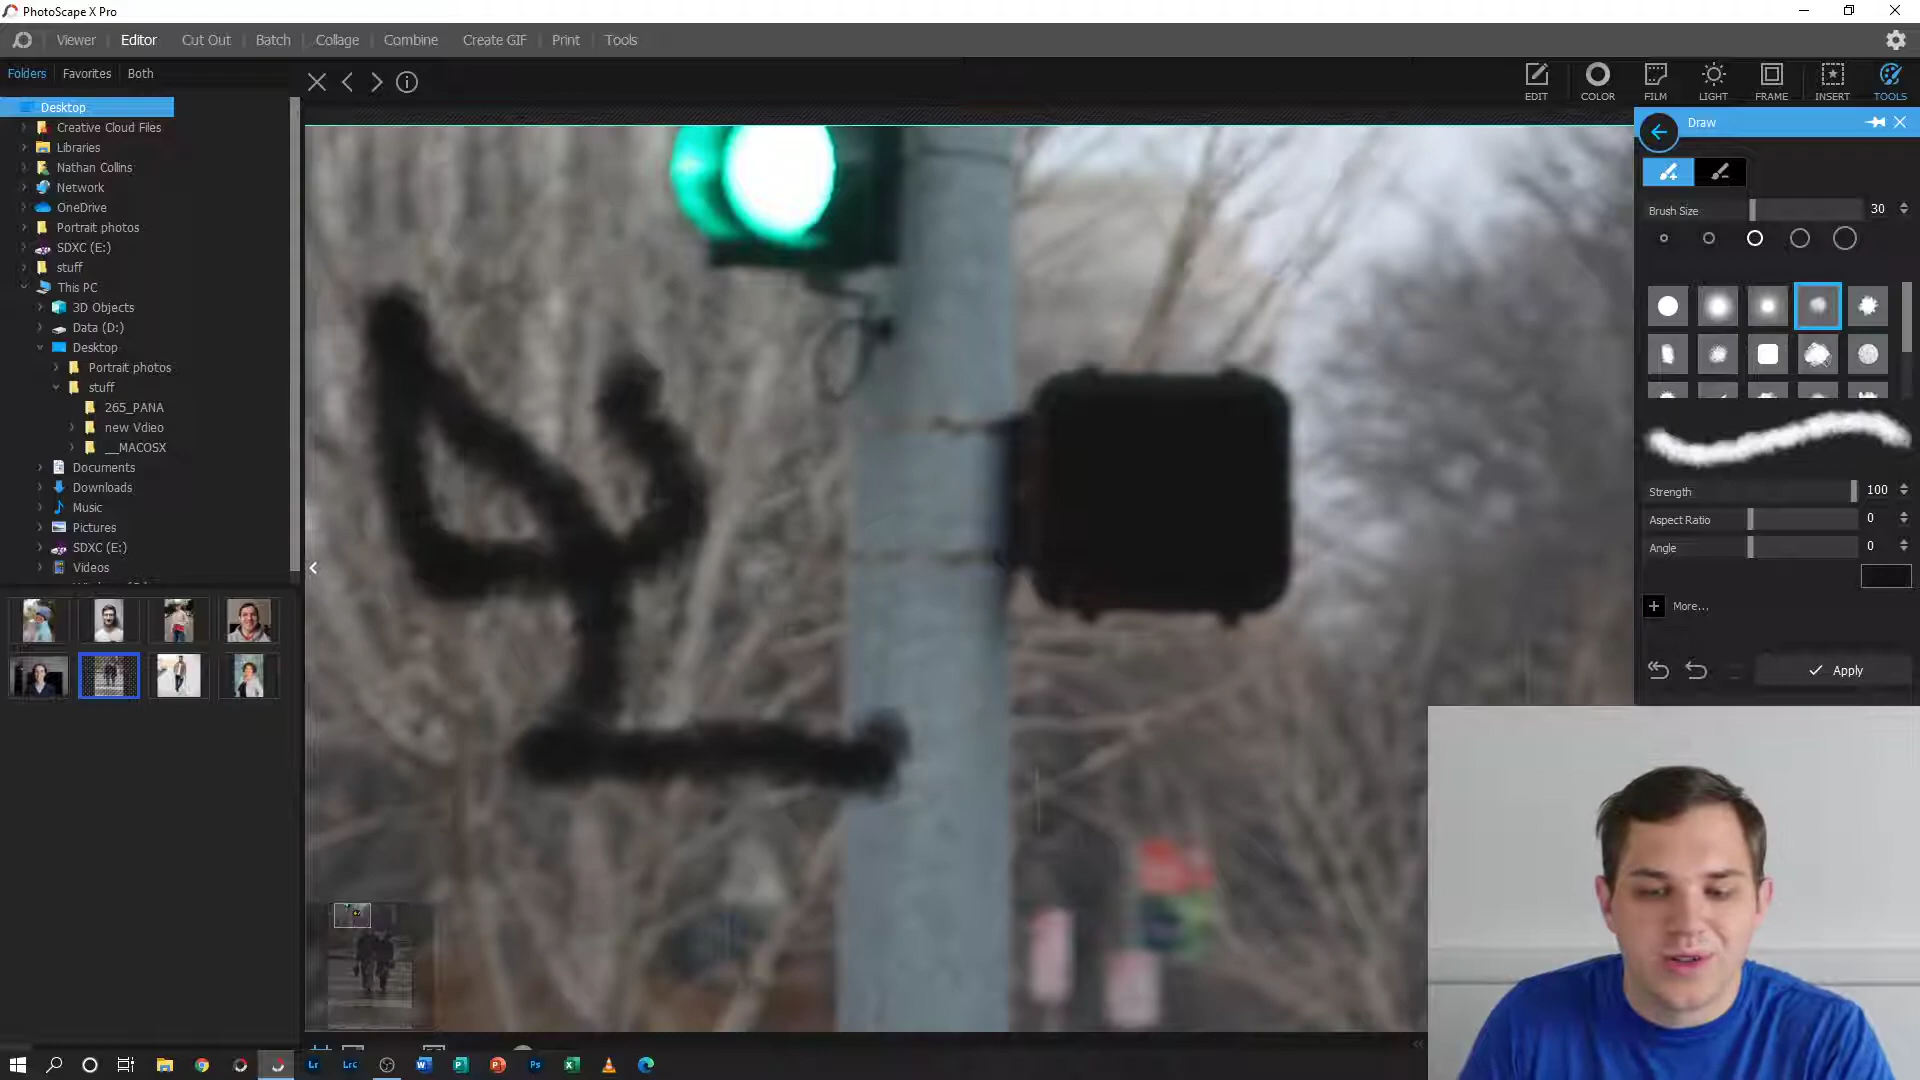 PhotoScape X Pro
Viewer
Editor
Cut Out
Batch
Collage
Combine
Create GIF
Print
Tools
Folders
Favorites
Both
EDIT
COLOR
FILM
LIGHT
FRAME
INSERT
TOOLS
Desktop
Creative Cloud Files
Libraries
Nathan Collins
Network
OneDrive
Portrait photos
SDXC (E:)
stuff
This PC
3D Objects
Data (D:)
Desktop
Portrait photos
stuff
265_PANA
new Vdieo
__MACOSX
Documents
Downloads
Music
Pictures
SDXC (E:)
Videos
Draw
Brush Size
30
Strength
100
Aspect Ratio
0
Angle
0
More...
Apply
Lr
Lrc
Ps